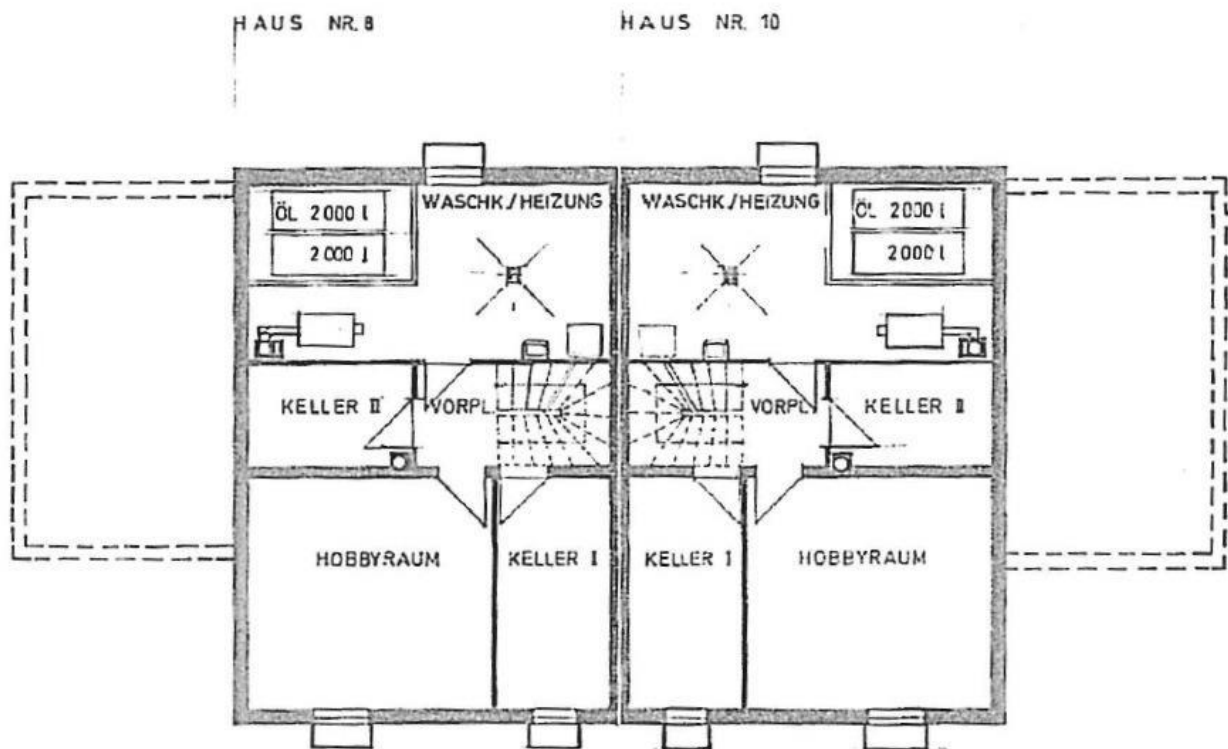 HAUS NR. 8
HAUS NR. 10
WASCHK./HEIZUNG
WASCHK./HEIZUNG
ÖL 2000 l
ÖL 2000 l
2000 l
2000 l
KELLER II
VORPL.
VORPL.
KELLER II
HOBBYRAUM
KELLER I
KELLER I
HOBBYRAUM